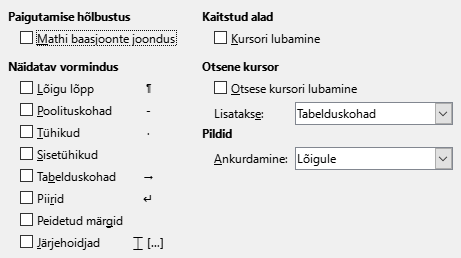 Paigutamise hõlbustus
Mathi baasjoonte joondus
Näidatav vormindus
Lõigu lõpp ¶
Poolituskohad -
Tühikud ·
Sisetühikud
Tabelduskohad →
Piirid ↵
Peidetud märgid
Järjehoidjad [...]
Kaitstud alad
Kursori lubamine
Otsene kursor
Otsese kursori lubamine
Lisatakse: Tabelduskohad
Pildid
Ankurdamine: Lõigule